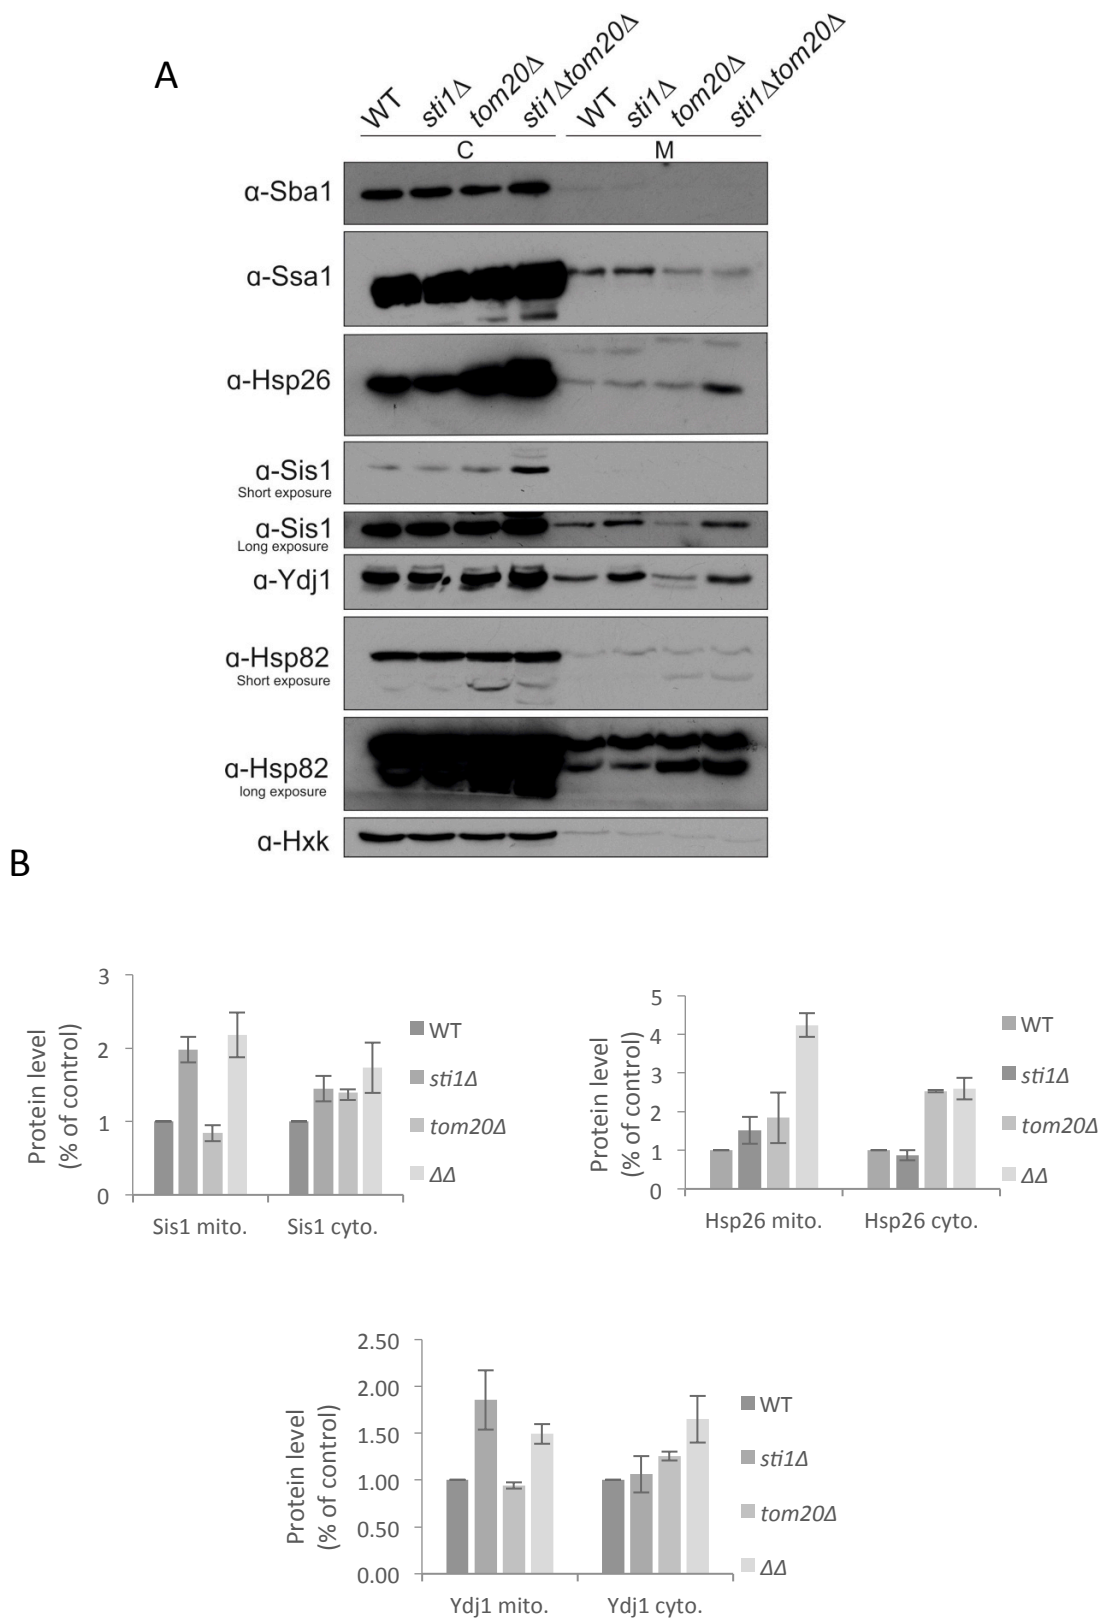 A
WT sti1Δ tom20Δ sti1Δtom20Δ WT sti1Δ tom20Δ sti1Δtom20Δ
C M
α-Sba1
α-Ssa1
α-Hsp26
α-Sis1
Short exposure
α-Sis1
Long exposure
α-Ydj1
α-Hsp82
Short exposure
α-Hsp82
long exposure
α-Hxk
B
Protein level
(% of control)
3
2
1
0
Sis1 mito. Sis1 cyto.
WT
sti1Δ
tom20Δ
ΔΔ
Protein level
(% of control)
5
4
3
2
1
0
Hsp26 mito. Hsp26 cyto.
WT
sti1Δ
tom20Δ
ΔΔ
Protein level
(% of control)
2.50
2.00
1.50
1.00
0.50
0.00
Ydj1 mito. Ydj1 cyto.
WT
sti1Δ
tom20Δ
ΔΔ